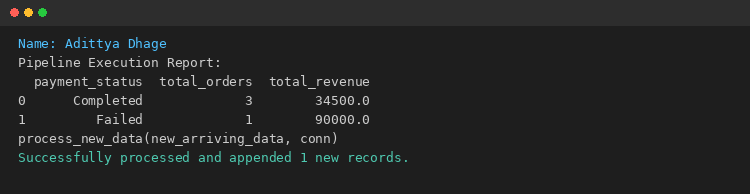 Name: Adittya Dhage
Pipeline Execution Report:
  payment_status  total_orders  total_revenue
0      Completed             3        34500.0
1         Failed             1        90000.0
process_new_data(new_arriving_data, conn)
Successfully processed and appended 1 new records.